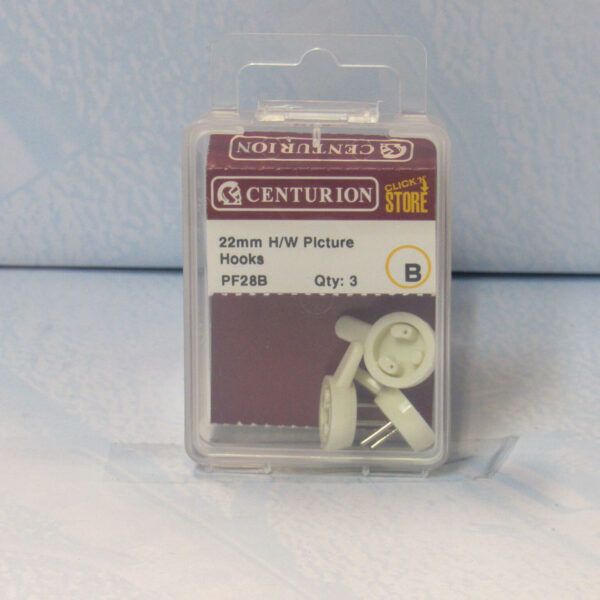 CENTURION
CENTURION
CLICK 'N'
STORE
22mm H/W Picture
Hooks
PF28B Qty: 3
B